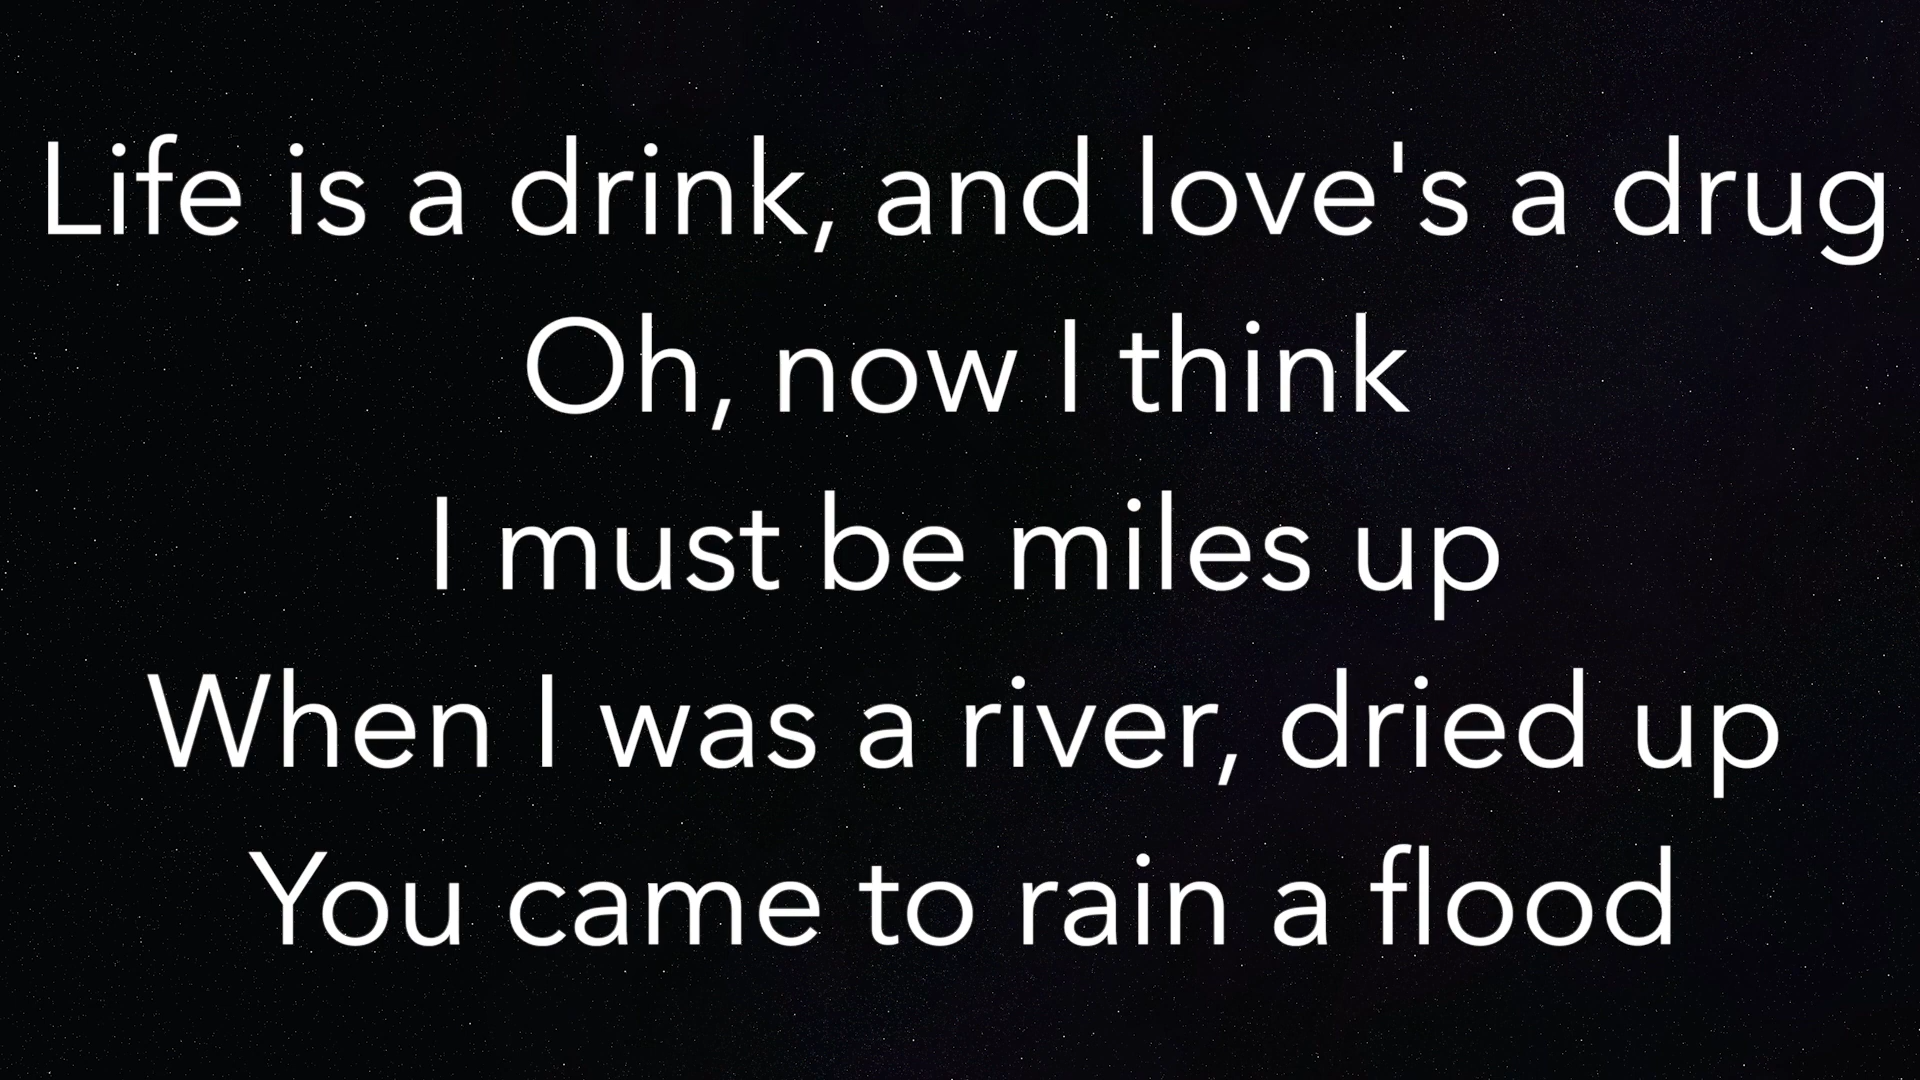 Life is a drink, and love's a drug
Oh, now I think
I must be miles up
When I was a river, dried up
You came to rain a flood